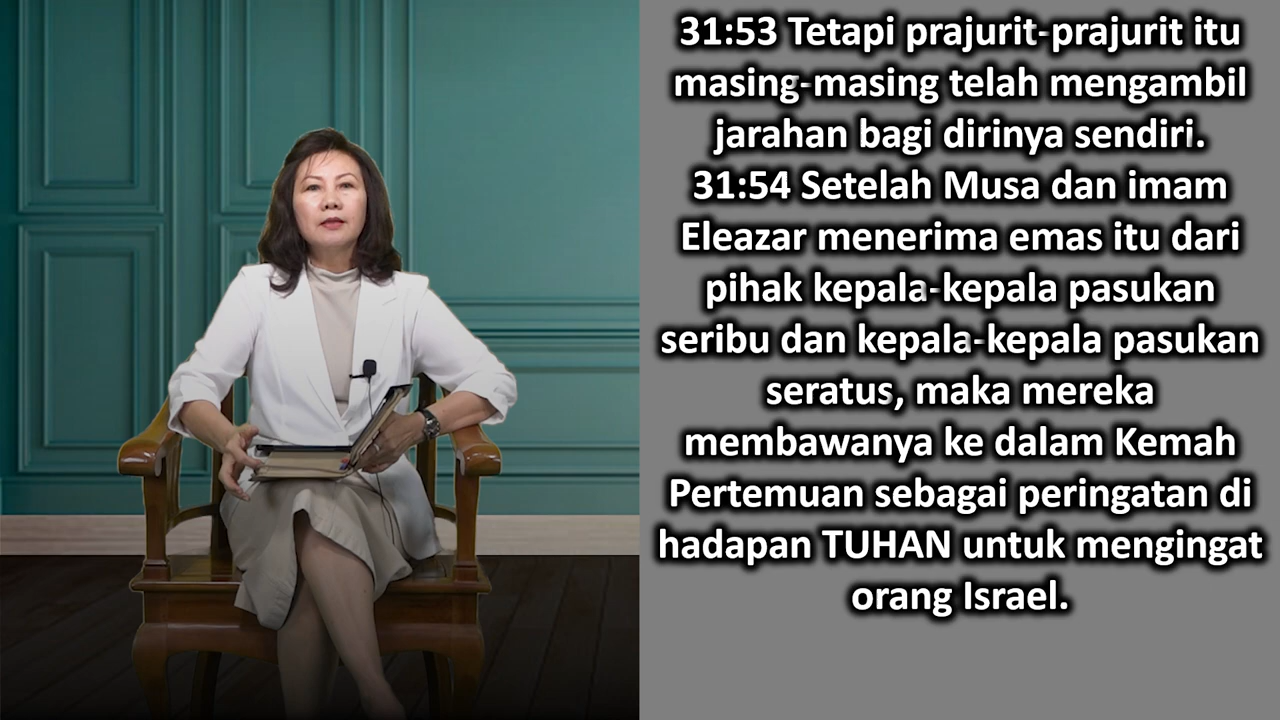 31:53 Tetapi prajurit-prajurit itu
masing-masing telah mengambil
jarahan bagi dirinya sendiri.
31:54 Setelah Musa dan imam
Eleazar menerima emas itu dari
pihak kepala-kepala pasukan
seribu dan kepala-kepala pasukan
seratus, maka mereka
membawanya ke dalam Kemah
Pertemuan sebagai peringatan di
hadapan TUHAN untuk mengingat
orang Israel.